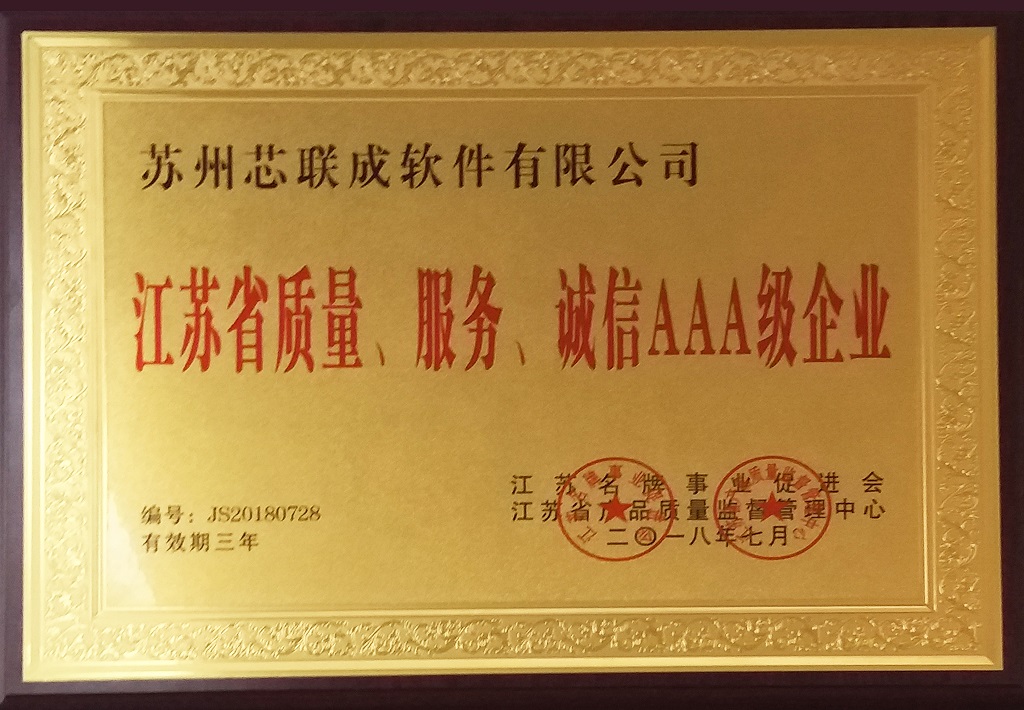 苏州芯联成软件有限公司
江苏省质量、服务、诚信AAA级企业
编号：JS20180728
有效期三年
江苏名牌事业促进会
江苏省产品质量监督管理中心
二〇一八年七月